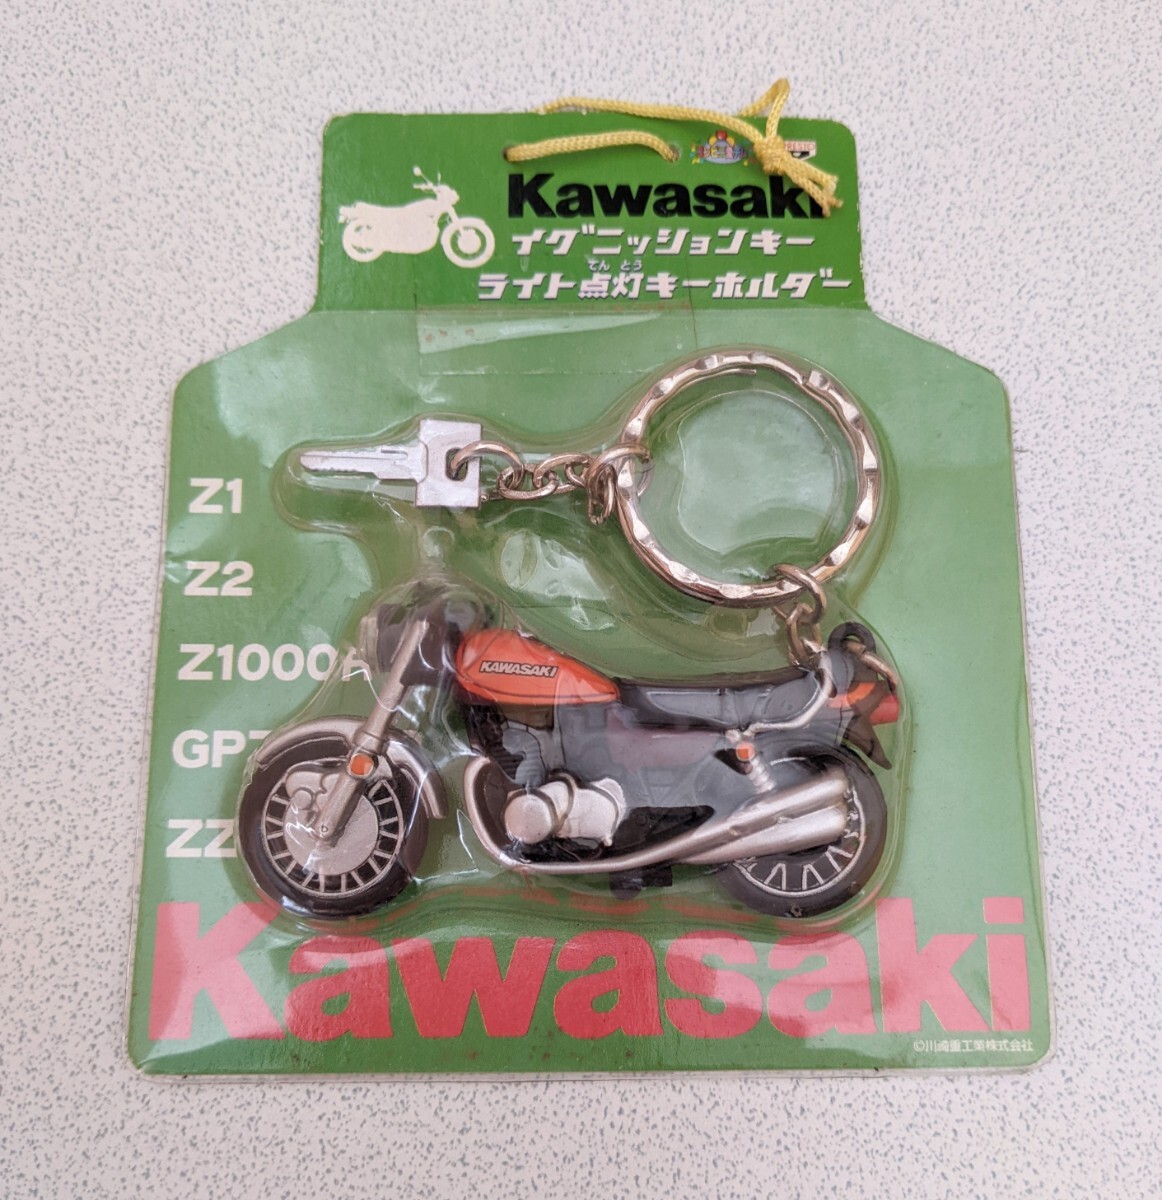 Kawasaki
イグニッションキー
てんとう
ライト点灯キーホルダー
Z1
Z2
Z1000
KAWASAKI
Kawasaki
©川崎重工業株式会社